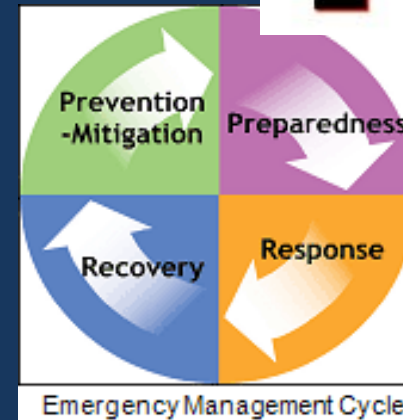 Prevention
-Mitigation
Preparedness
Recovery
Response
Emergency Management Cycle